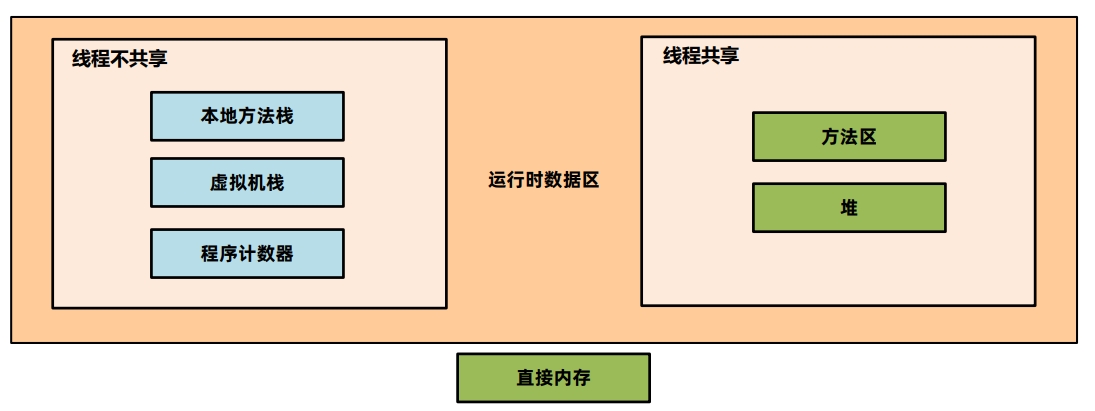 线程不共享
本地方法栈
虚拟机栈
程序计数器
运行时数据区
线程共享
方法区
堆
直接内存